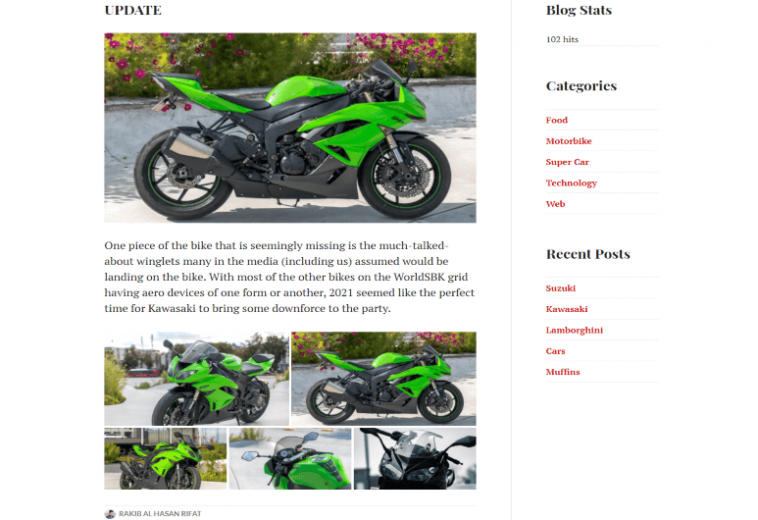 UPDATE
One piece of the bike that is seemingly missing is the much-talked-
about winglets many in the media (including us) assumed would be
landing on the bike. With most of the other bikes on the WorldSBK grid
having aero devices of one form or another, 2021 seemed like the perfect
time for Kawasaki to bring some downforce to the party.
RAKIB AL HASAN RIFAT
Blog Stats
102 hits
Categories
Food
Motorbike
Super Car
Technology
Web
Recent Posts
Suzuki
Kawasaki
Lamborghini
Cars
Muffins